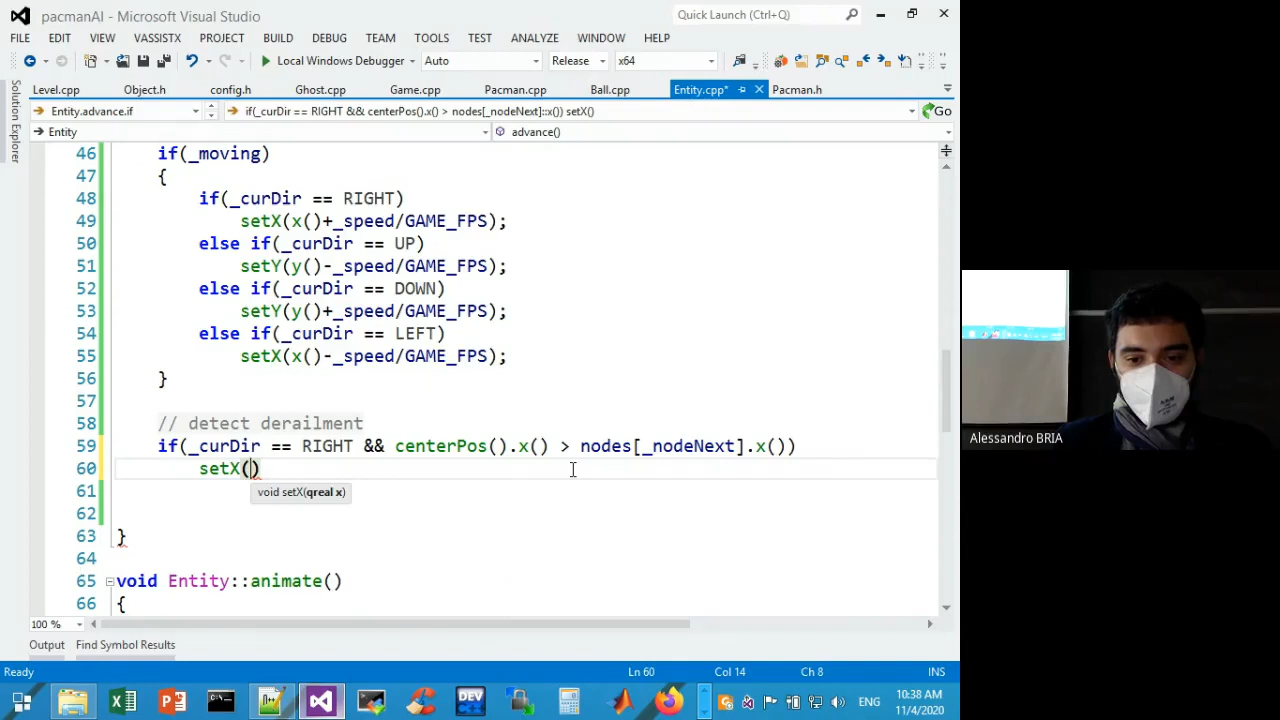 pacmanAI - Microsoft Visual Studio
Quick Launch (Ctrl+Q)
FILE EDIT VIEW VASSISTX PROJECT BUILD DEBUG TEAM TOOLS TEST ANALYZE WINDOW HELP
Local Windows Debugger Auto Release x64
Level.cpp Object.h config.h Ghost.cpp Game.cpp Pacman.cpp Ball.cpp Entity.cpp* Pacman.h
Entity.advance.if if(_curDir == RIGHT && centerPos().x() > nodes[_nodeNext]::x()) setX() Go
Entity advance()
Solution Explorer
46 if(_moving)
47 {
48 if(_curDir == RIGHT)
49 setX(x()+_speed/GAME_FPS);
50 else if(_curDir == UP)
51 setY(y()-_speed/GAME_FPS);
52 else if(_curDir == DOWN)
53 setY(y()+_speed/GAME_FPS);
54 else if(_curDir == LEFT)
55 setX(x()-_speed/GAME_FPS);
56 }
57
58 // detect derailment
59 if(_curDir == RIGHT && centerPos().x() > nodes[_nodeNext].x())
60 setX()
61 void setX(qreal x)
62
63 }
64
65 void Entity::animate()
66 {
100 %
Output Find Symbol Results
Ready Ln 60 Col 14 Ch 8 INS
DEV ENG 10:38 AM
11/4/2020
Alessandro BRIA